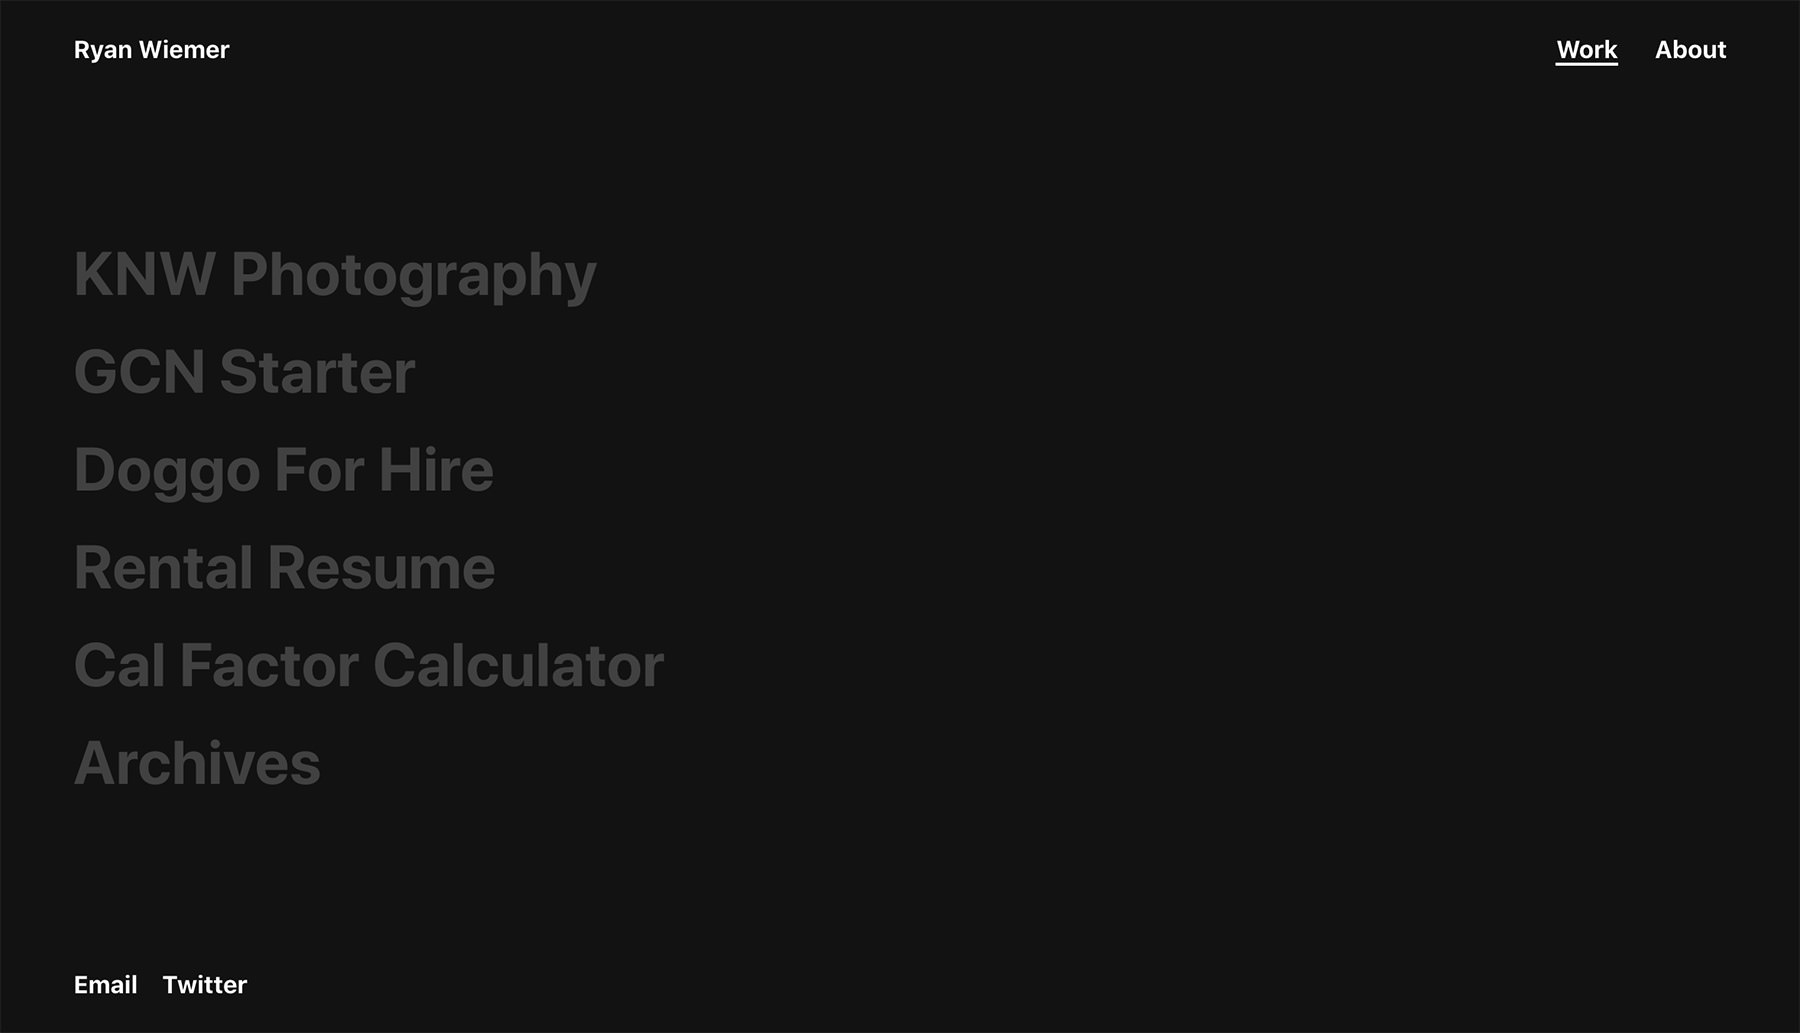 Ryan Wiemer
Work About
KNW Photography
GCN Starter
Doggo For Hire
Rental Resume
Cal Factor Calculator
Archives
Email Twitter